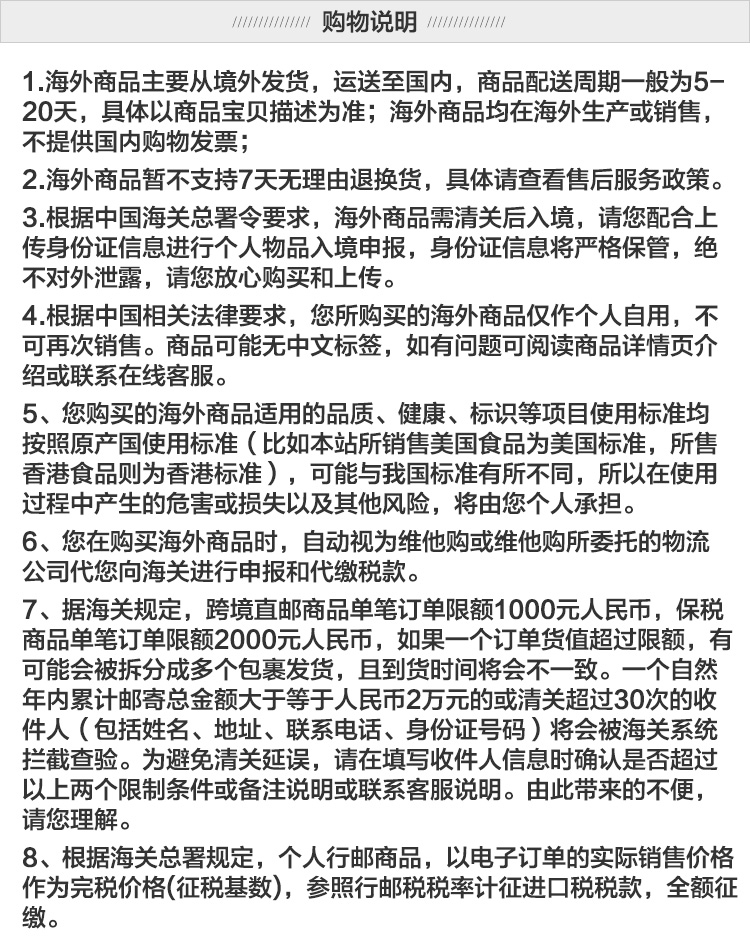 购物说明
1.海外商品主要从境外发货，运送至国内，商品配送周期一般为5-
20天，具体以商品宝贝描述为准；海外商品均在海外生产或销售，
不提供国内购物发票；
2.海外商品暂不支持7天无理由退换货，具体请查看售后服务政策。
3.根据中国海关总署令要求，海外商品需清关后入境，请您配合上
传身份证信息进行个人物品入境申报，身份证信息将严格保管，绝
不对外泄露，请您放心购买和上传。
4.根据中国相关法律要求，您所购买的海外商品仅作个人自用，不
可再次销售。商品可能无中文标签，如有问题可阅读商品详情页介
绍或联系在线客服。
5、您购买的海外商品适用的品质、健康、标识等项目使用标准均
按照原产国使用标准（比如本站所销售美国食品为美国标准，所售
香港食品则为香港标准），可能与我国标准有所不同，所以在使用
过程中产生的危害或损失以及其他风险，将由您个人承担。
6、您在购买海外商品时，自动视为维他购或维他购所委托的物流
公司代您向海关进行申报和代缴税款。
7、据海关规定，跨境直邮商品单笔订单限额1000元人民币，保税
商品单笔订单限额2000元人民币，如果一个订单货值超过限额，有
可能会被拆分成多个包裹发货，且到货时间将会不一致。一个自然
年内累计邮寄总金额大于等于人民币2万元的或清关超过30次的收
件人（包括姓名、地址、联系电话、身份证号码）将会被海关系统
拦截查验。为避免清关延误，请在填写收件人信息时确认是否超过
以上两个限制条件或备注说明或联系客服说明。由此带来的不便，
请您理解。
8、根据海关总署规定，个人行邮商品，以电子订单的实际销售价格
作为完税价格(征税基数)，参照行邮税税率计征进口税税款，全额征
缴。